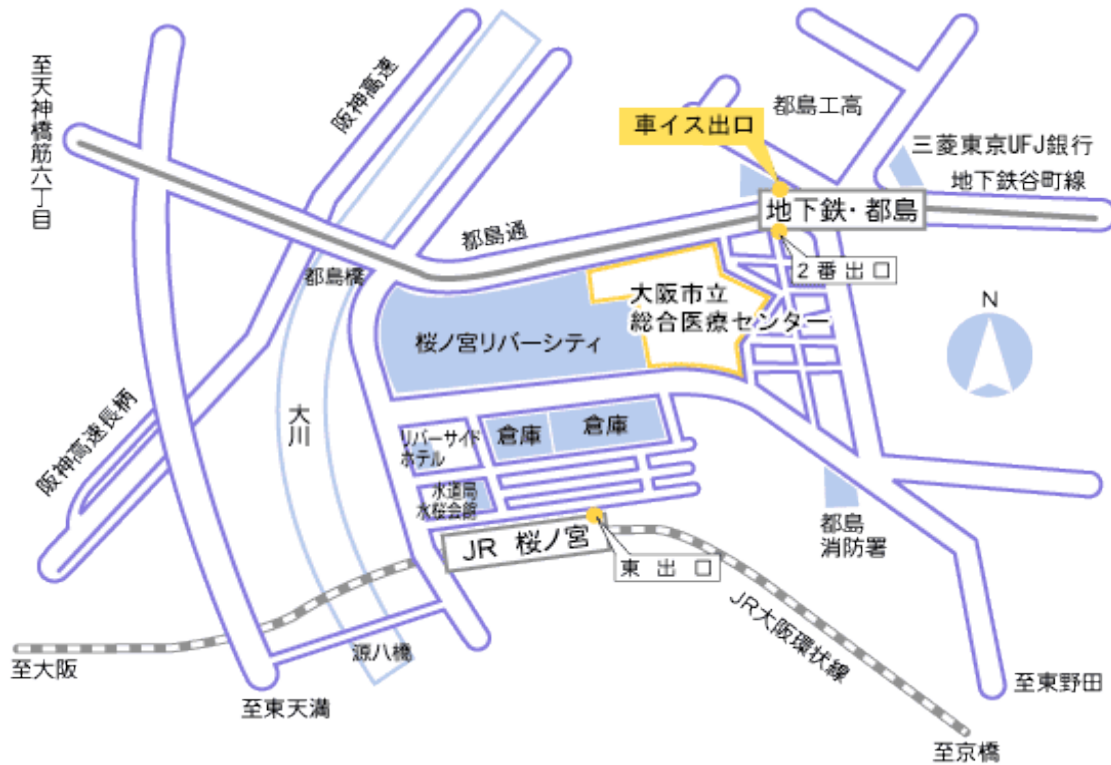 至天神橋筋六丁目
阪神高速
都島工高
車イス出口
三菱東京UFJ銀行
地下鉄谷町線
地下鉄・都島
都島通
2番出口
都島橋
大阪市立
総合医療センター
N
桜ノ宮リバーシティ
大川
阪神高速長柄
リバーサイド
ホテル
倉庫
倉庫
水道局
水桜会館
都島
消防署
JR 桜ノ宮
東出口
JR大阪環状線
源八橋
至大阪
至東天満
至東野田
至京橋